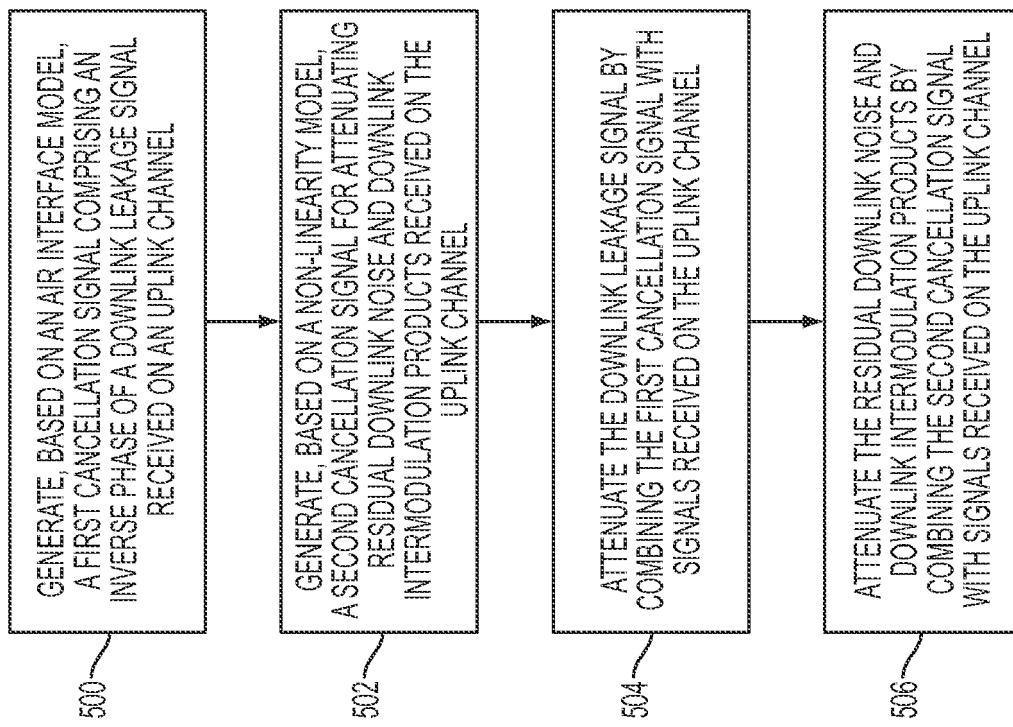 500
GENERATE, BASED ON AN AIR INTERFACE MODEL,
A FIRST CANCELLATION SIGNAL COMPRISING AN
INVERSE PHASE OF A DOWNLINK LEAKAGE SIGNAL
RECEIVED ON AN UPLINK CHANNEL
502
GENERATE, BASED ON A NON-LINEARITY MODEL,
A SECOND CANCELLATION SIGNAL FOR ATTENUATING
RESIDUAL DOWNLINK NOISE AND DOWNLINK
INTERMODULATION PRODUCTS RECEIVED ON THE
UPLINK CHANNEL
504
ATTENUATE THE DOWNLINK LEAKAGE SIGNAL BY
COMBINING THE FIRST CANCELLATION SIGNAL WITH
SIGNALS RECEIVED ON THE UPLINK CHANNEL
506
ATTENUATE THE RESIDUAL DOWNLINK NOISE AND
DOWNLINK INTERMODULATION PRODUCTS BY
COMBINING THE SECOND CANCELLATION SIGNAL
WITH SIGNALS RECEIVED ON THE UPLINK CHANNEL